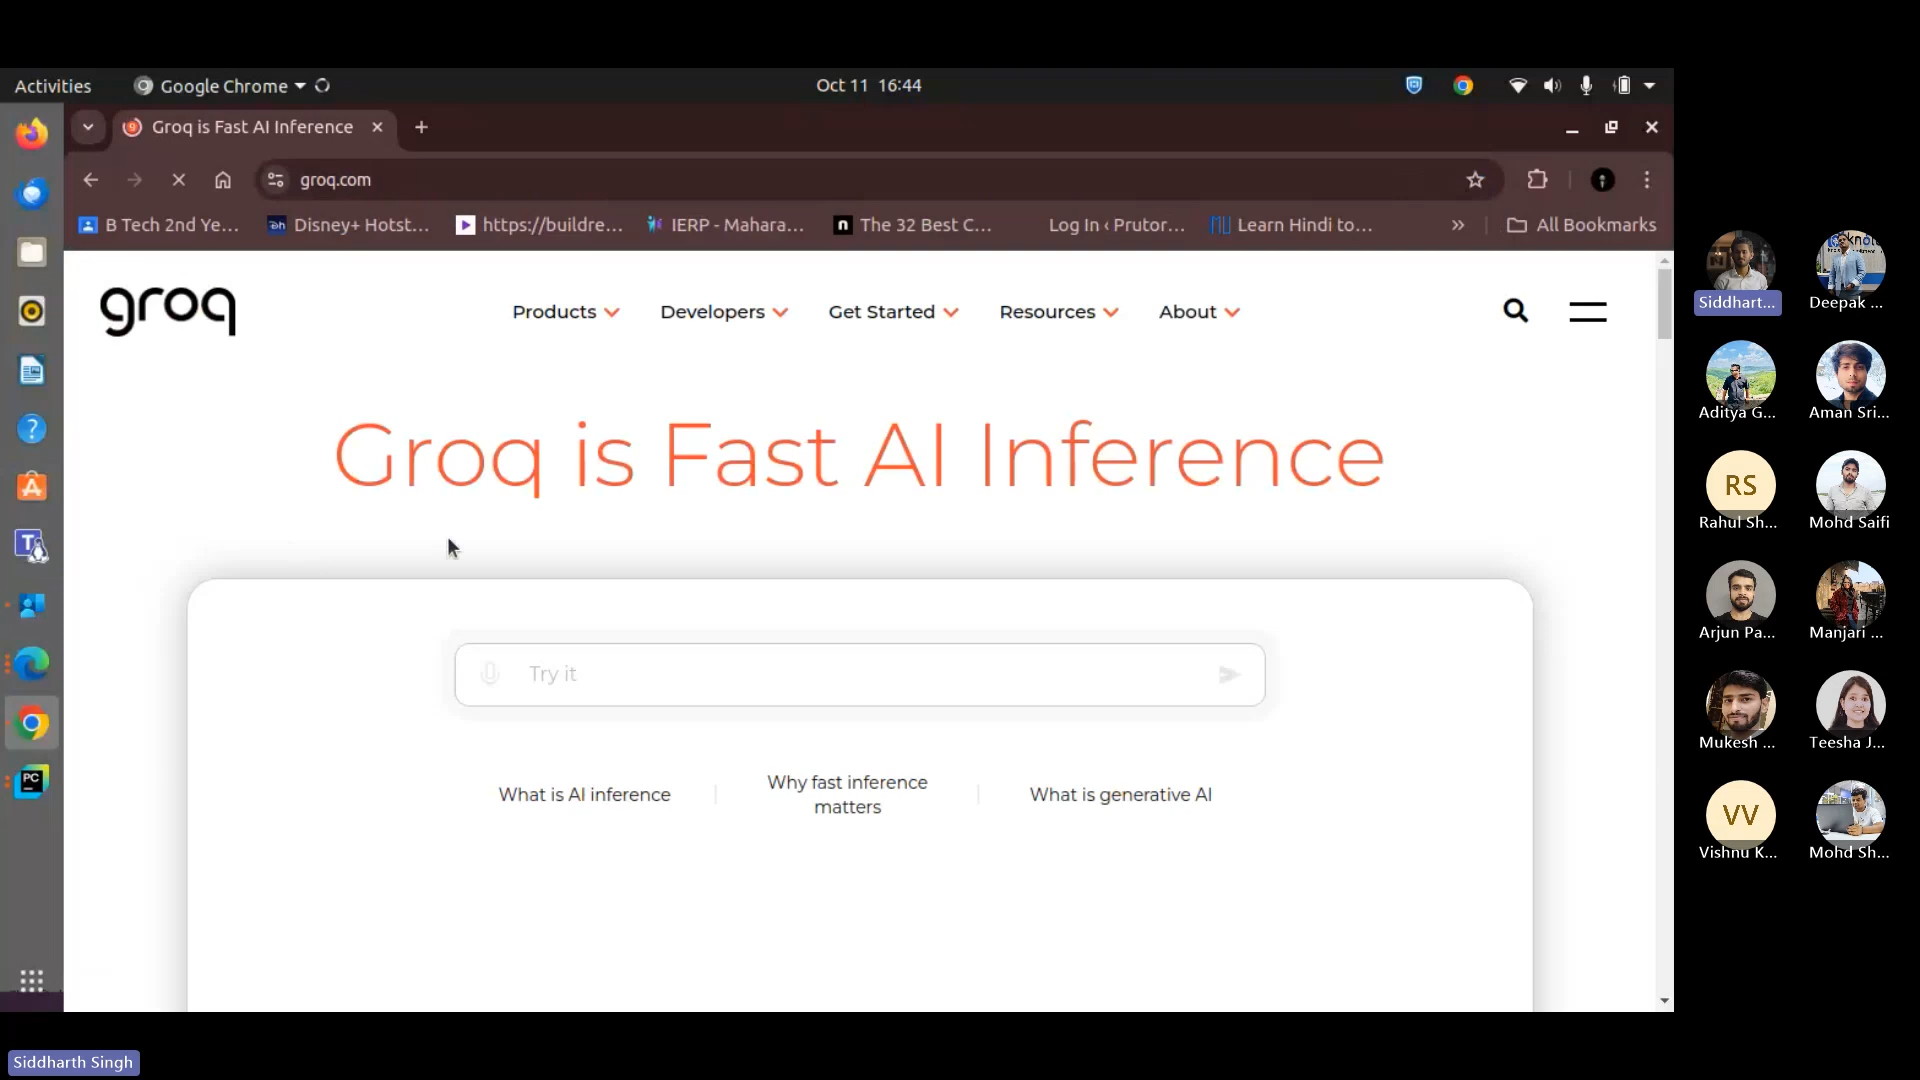 Activities
Google Chrome
Oct 11 16:44
Groq is Fast AI Inference
groq.com
B Tech 2nd Ye...
Disney+ Hotst...
https://buildre...
IERP - Mahara...
The 32 Best C...
Log In ‹ Prutor...
Learn Hindi to...
All Bookmarks
groq
Products
Developers
Get Started
Resources
About
Groq is Fast AI Inference
Try it
What is AI inference
Why fast inference
matters
What is generative AI
PC
Siddhart...
Deepak ...
Aditya G...
Aman Sri...
RS
Rahul Sh...
Mohd Saifi
Arjun Pa...
Manjari ...
Mukesh ...
Teesha J...
VV
Vishnu K...
Mohd Sh...
Siddharth Singh